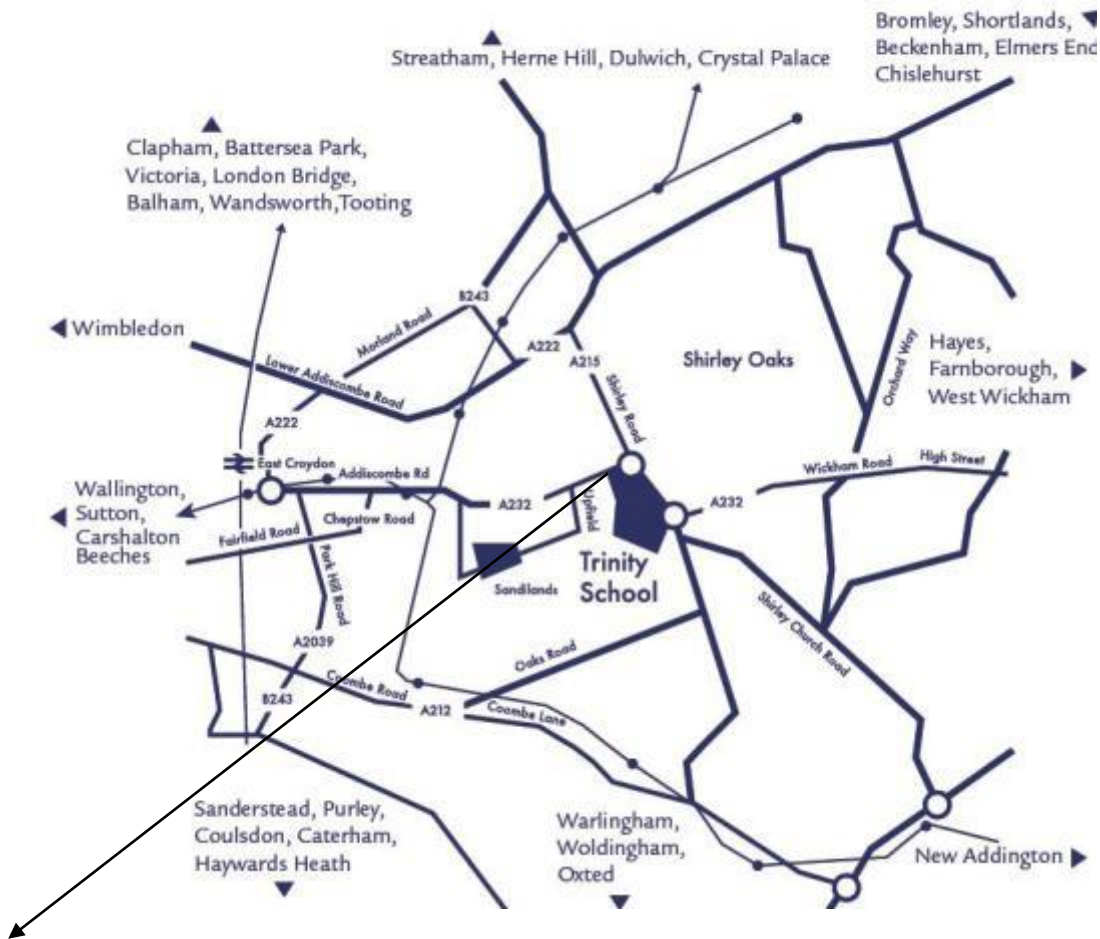 Bromley, Shortlands,
Beckenham, Elmers End
Chislehurst
Streatham, Herne Hill, Dulwich, Crystal Palace
Clapham, Battersea Park,
Victoria, London Bridge,
Balham, Wandsworth,Tooting
B243
Wimbledon
Morland Road
A222
A215
Shirley Oaks
Hayes,
Farnborough,
West Wickham
Lower Addiscombe Road
Shirley Road
Orchard Way
A222
East Croydon
Addiscombe Rd
Wickham Road
High Street
Wallington,
Sutton,
Carshalton
Beeches
A232
Upfield
A232
Chepstow Road
Fairfield Road
Park Hill Road
Sandilands
Trinity
School
Shirley Church Road
A2039
Oaks Road
Coombe Road
B243
A212
Coombe Lane
Sanderstead, Purley,
Coulsdon, Caterham,
Haywards Heath
Warlingham,
Woldingham,
Oxted
New Addington